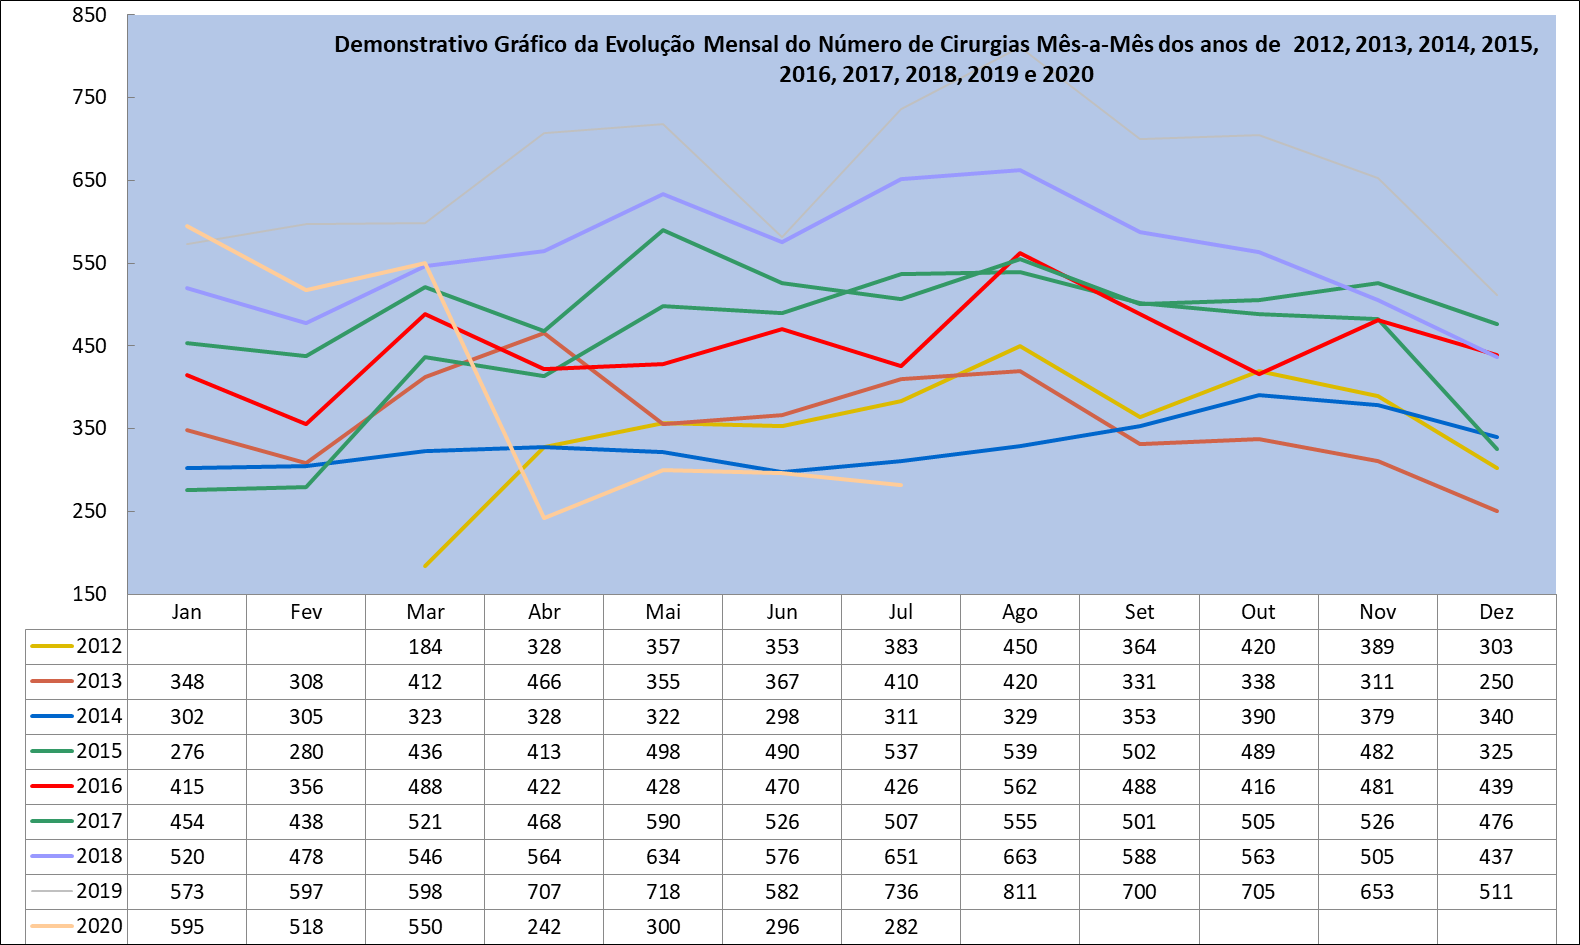 Demonstrativo Gráfico da Evolução Mensal do Número de Cirurgias Mês-a-Mês dos anos de 2012, 2013, 2014, 2015,
2016, 2017, 2018, 2019 e 2020
850
750
650
550
450
350
250
150
Jan Fev Mar Abr Mai Jun Jul Ago Set Out Nov Dez
2012 184 328 357 353 383 450 364 420 389 303
2013 348 308 412 466 355 367 410 420 331 338 311 250
2014 302 305 323 328 322 298 311 329 353 390 379 340
2015 276 280 436 413 498 490 537 539 502 489 482 325
2016 415 356 488 422 428 470 426 562 488 416 481 439
2017 454 438 521 468 590 526 507 555 501 505 526 476
2018 520 478 546 564 634 576 651 663 588 563 505 437
2019 573 597 598 707 718 582 736 811 700 705 653 511
2020 595 518 550 242 300 296 282